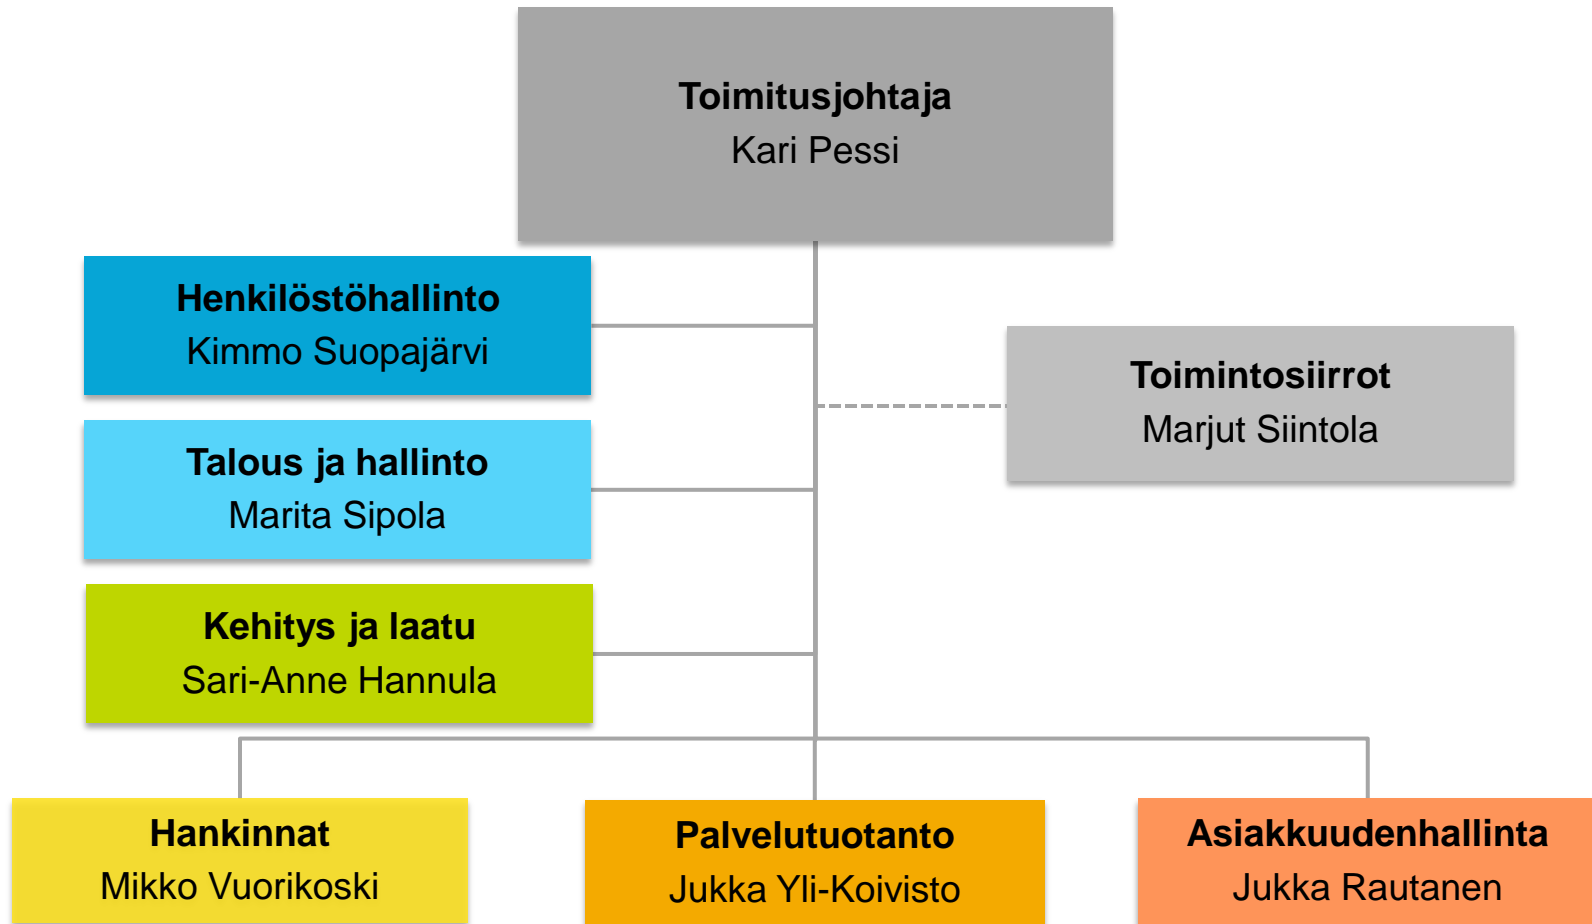 Toimitusjohtaja
Kari Pessi
Henkilöstöhallinto
Kimmo Suopajärvi
Toimintosiirrot
Marjut Siintola
Talous ja hallinto
Marita Sipola
Kehitys ja laatu
Sari-Anne Hannula
Hankinnat
Mikko Vuorikoski
Palvelutuotanto
Jukka Yli-Koivisto
Asiakkuudenhallinta
Jukka Rautanen